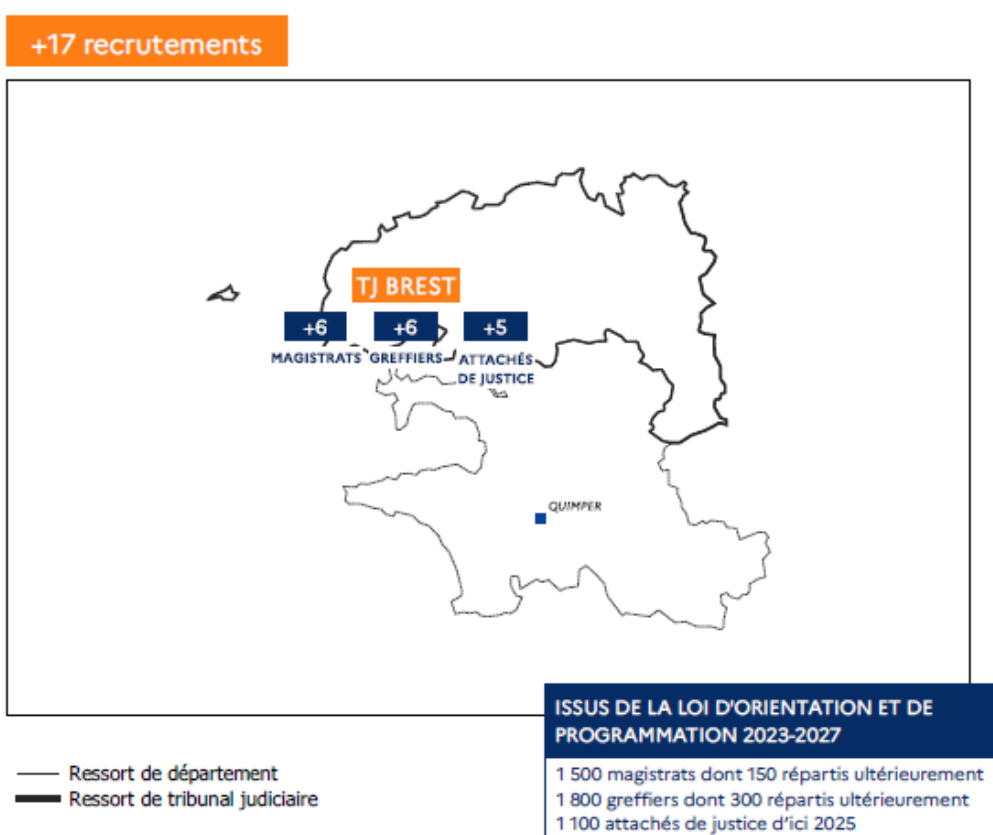 +17 recrutements
TJ BREST
+6
MAGISTRATS
+6
GREFFIERS
+5
ATTACHÉS
DE JUSTICE
QUIMPER
ISSUS DE LA LOI D'ORIENTATION ET DE
PROGRAMMATION 2023-2027
1 500 magistrats dont 150 répartis ultérieurement
1 800 greffiers dont 300 répartis ultérieurement
1 100 attachés de justice d'ici 2025
Ressort de département
Ressort de tribunal judiciaire